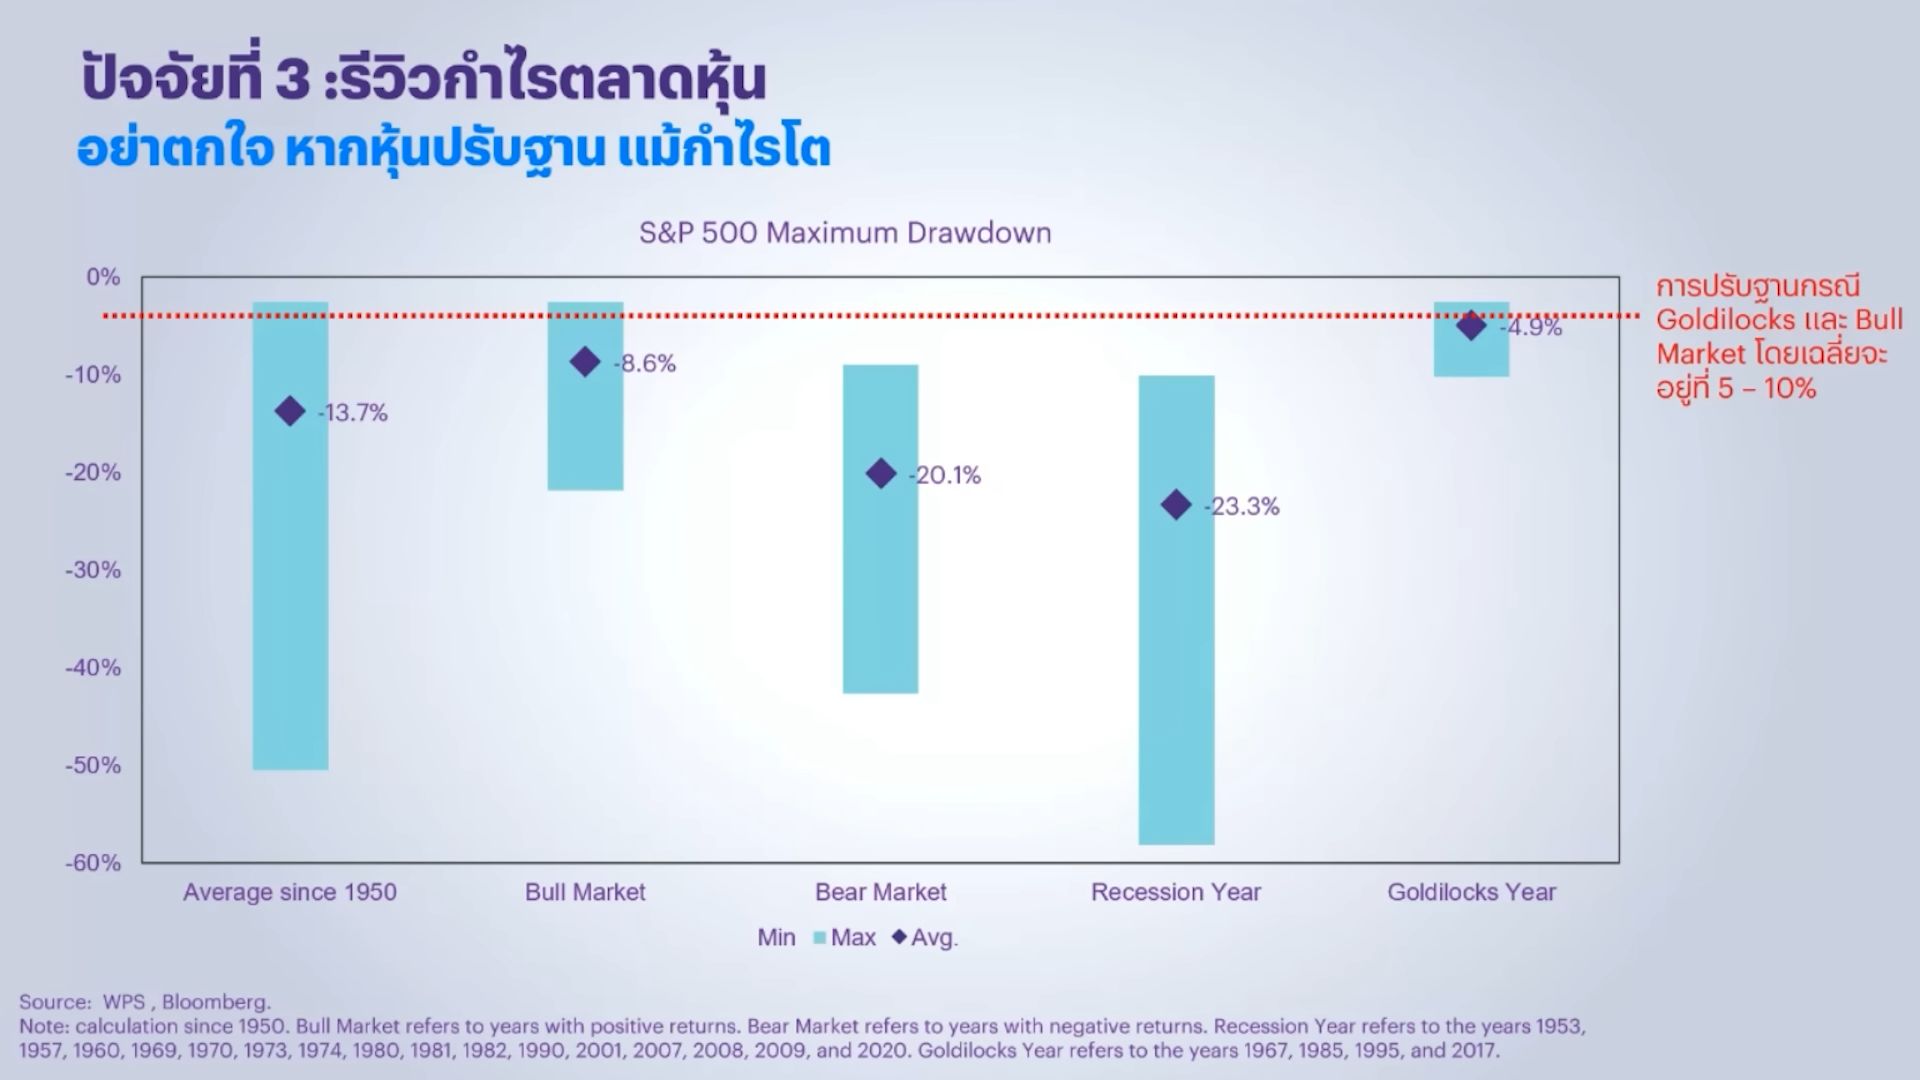 ปัจจัยที่ 3 :รีวิวกำไรตลาดหุ้น
อย่าตกใจ หากหุ้นปรับฐาน แม้กำไรโต
S&P 500 Maximum Drawdown
0%
-10%
-20%
-30%
-40%
-50%
-60%
-13.7%
-8.6%
-20.1%
-23.3%
-4.9%
การปรับฐานกรณี
Goldilocks และ Bull
Market โดยเฉลี่ยจะ
อยู่ที่ 5 – 10%
Average since 1950
Bull Market
Bear Market
Recession Year
Goldilocks Year
Min Max Avg.
Source: WPS , Bloomberg.
Note: calculation since 1950. Bull Market refers to years with positive returns. Bear Market refers to years with negative returns. Recession Year refers to the years 1953,
1957, 1960, 1969, 1970, 1973, 1974, 1980, 1981, 1982, 1990, 2001, 2007, 2008, 2009, and 2020. Goldilocks Year refers to the years 1967, 1985, 1995, and 2017.